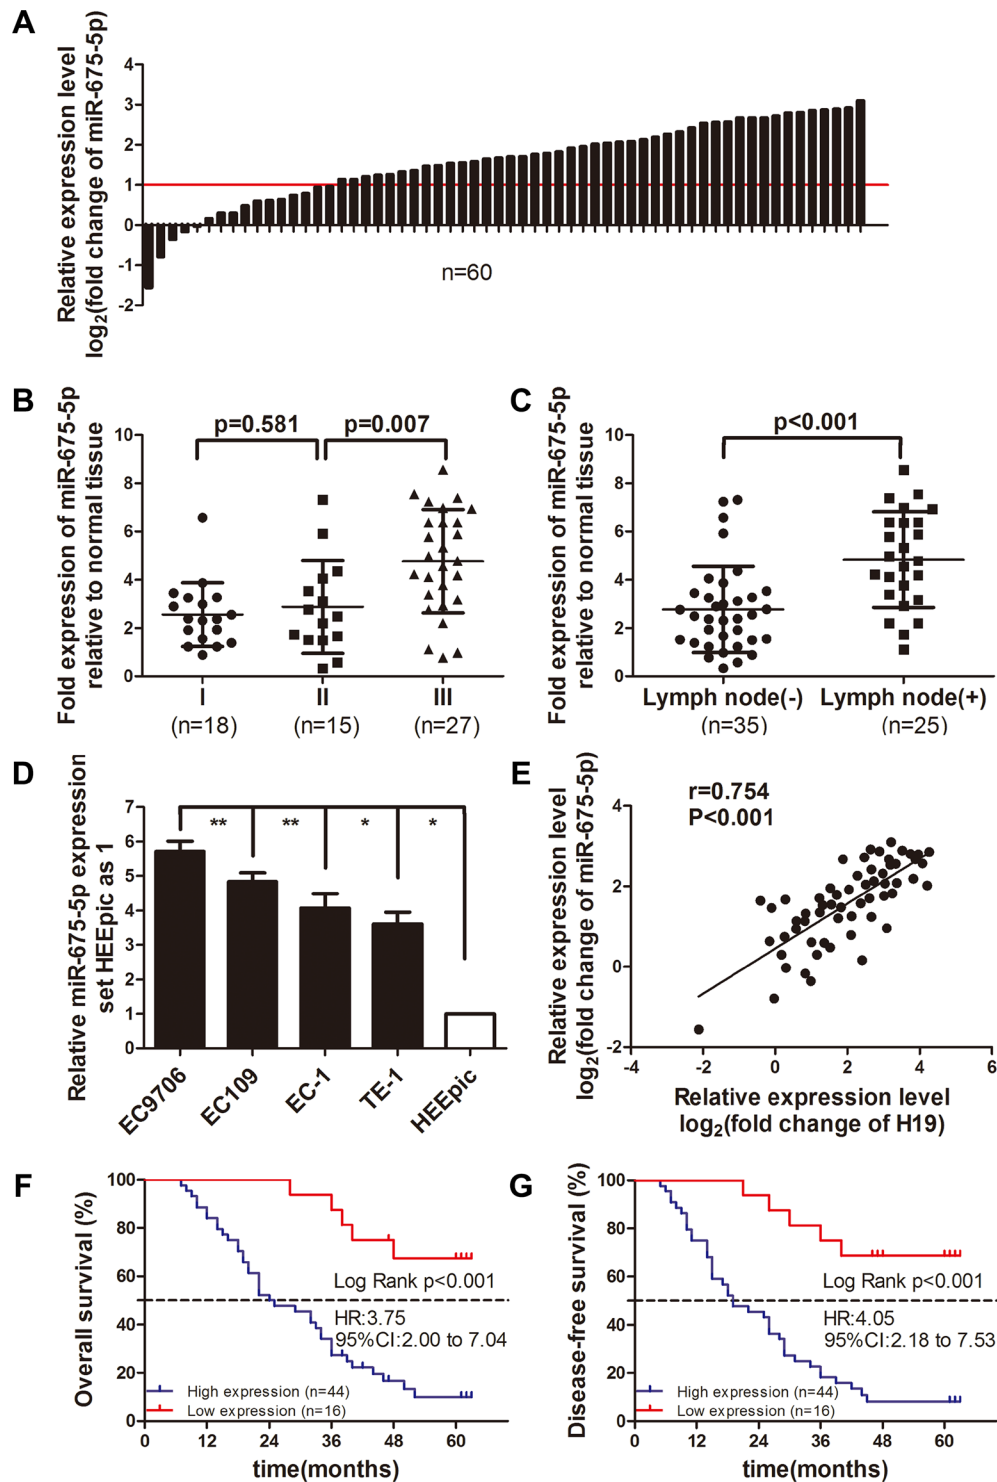 A
Relative expression level
log2(fold change of miR-675-5p)
4
3
2
1
0
-1
-2
n=60
B
Fold expression of miR-675-5p
relative to normal tissue
10
8
6
4
2
0
p=0.581
p=0.007
I
II
III
(n=18)
(n=15)
(n=27)
C
Fold expression of miR-675-5p
relative to normal tissue
10
8
6
4
2
0
p<0.001
Lymph node(-)
Lymph node(+)
(n=35)
(n=25)
D
Relative miR-675-5p expression
set HEEpic as 1
7
6
5
4
3
2
1
0
**
**
*
*
EC9706
EC109
EC-1
TE-1
HEEpic
E
Relative expression level
log2(fold change of miR-675-5p)
4
2
0
-2
r=0.754
P<0.001
-4
-2
0
2
4
6
Relative expression level
log2(fold change of H19)
F
Overall survival (%)
100
80
60
40
20
0
Log Rank p<0.001
HR:3.75
95%CI:2.00 to 7.04
High expression (n=44)
Low expression (n=16)
0
12
24
36
48
60
time(months)
G
Disease-free survival (%)
100
80
60
40
20
0
Log Rank p<0.001
HR:4.05
95%CI:2.18 to 7.53
High expression (n=44)
Low expression (n=16)
0
12
24
36
48
60
time(months)